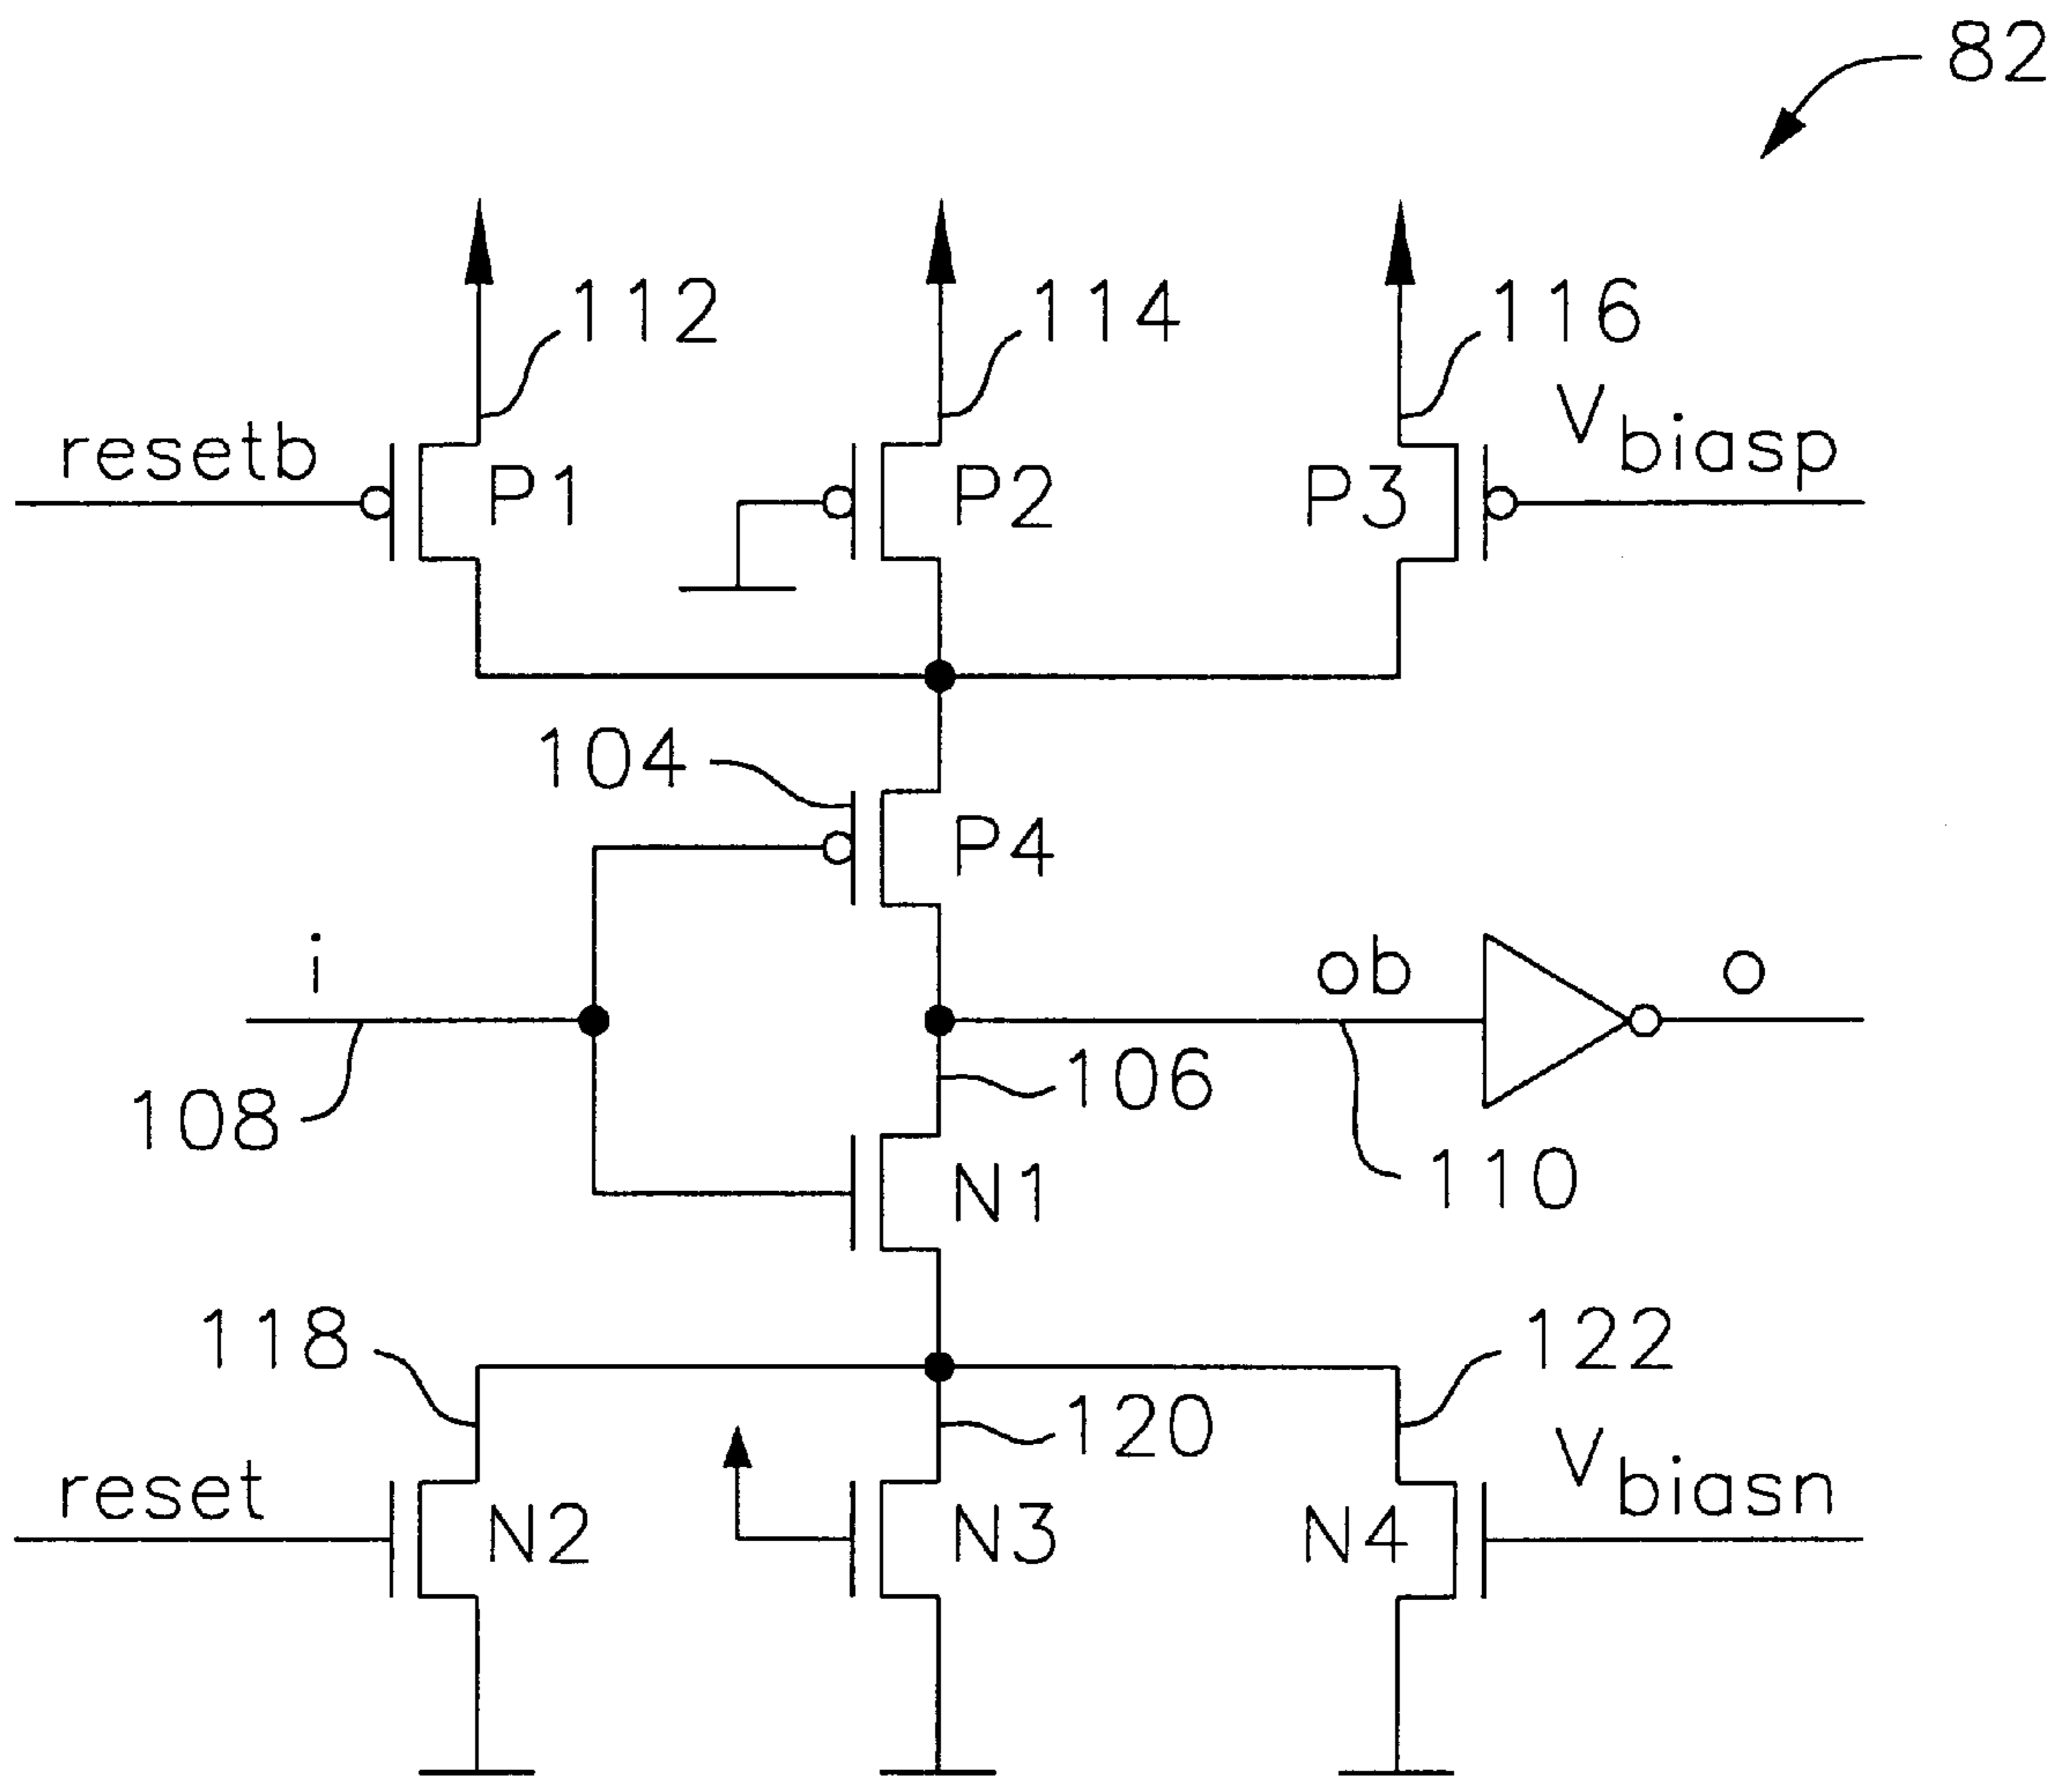 82
112
114
116
resetb
P1
P2
P3
Vbiasp
104
P4
i
ob
o
108
106
110
N1
118
120
122
reset
N2
N3
N4
Vbiasn